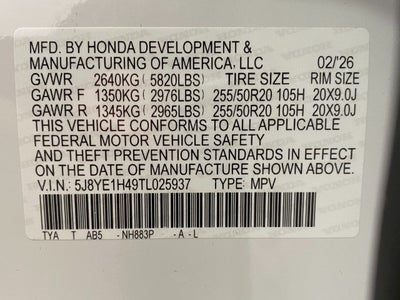 MFD. BY HONDA DEVELOPMENT &
MANUFACTURING OF AMERICA, LLC 02/'26
GVWR 2640KG (5820LBS) TIRE SIZE RIM SIZE
GAWR F 1350KG (2976LBS) 255/50R20 105H 20X9.0J
GAWR R 1345KG (2965LBS) 255/50R20 105H 20X9.0J
THIS VEHICLE CONFORMS TO ALL APPLICABLE
FEDERAL MOTOR VEHICLE SAFETY
AND THEFT PREVENTION STANDARDS IN EFFECT ON
THE DATE OF MANUFACTURE SHOWN ABOVE.
V.I.N.: 5J8YE1H49TL025937 TYPE: MPV
TYA T AB5 -NH883P -A-L